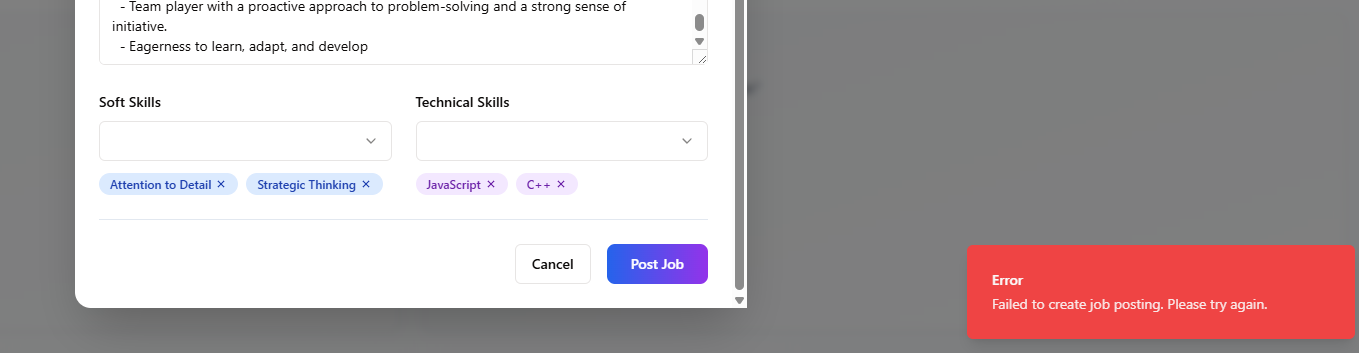 - Team player with a proactive approach to problem-solving and a strong sense of
initiative.
- Eagerness to learn, adapt, and develop
Soft Skills
Technical Skills
Attention to Detail ✕
Strategic Thinking ✕
JavaScript ✕
C++ ✕
Cancel
Post Job
Error
Failed to create job posting. Please try again.